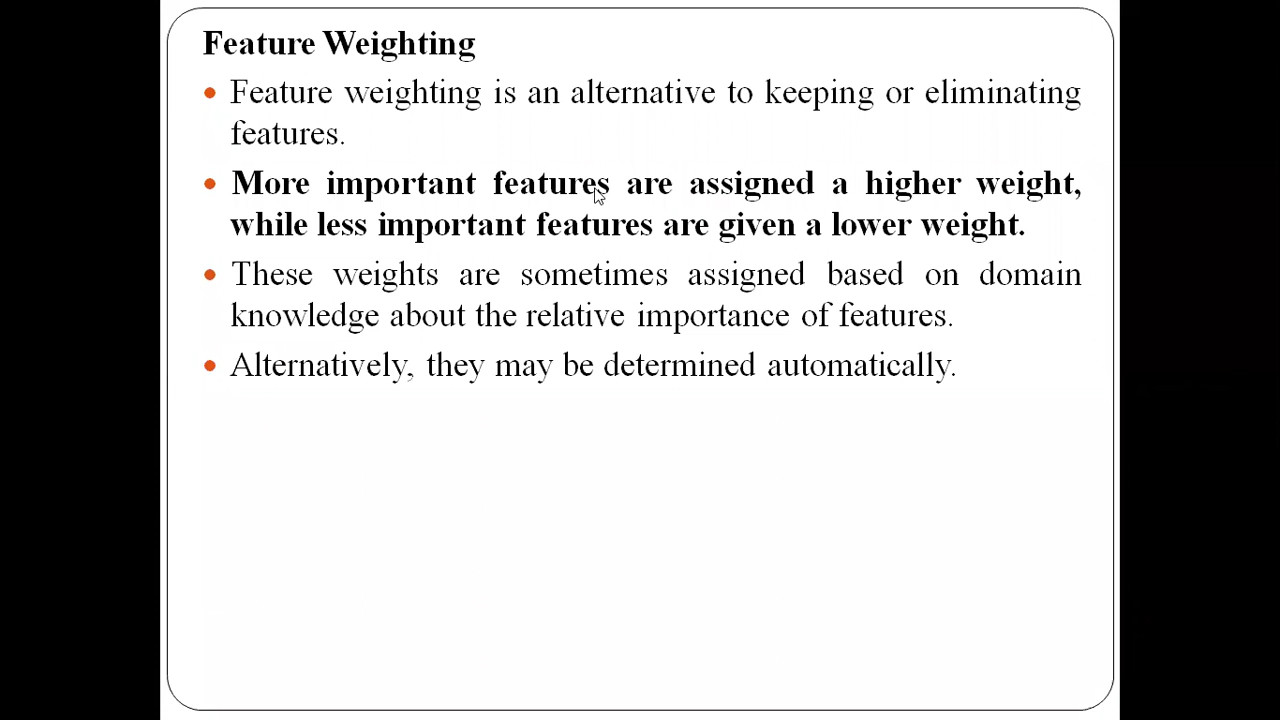 Feature Weighting
• Feature weighting is an alternative to keeping or eliminating
features.
• More important features are assigned a higher weight,
while less important features are given a lower weight.
• These weights are sometimes assigned based on domain
knowledge about the relative importance of features.
• Alternatively, they may be determined automatically.